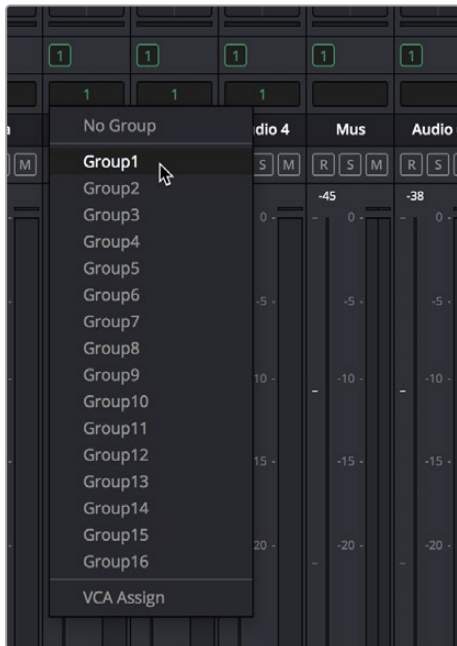 1 1 1 1 1
1 1 1
a dio 4 Mus Audio
M S M R S M R S
-45 -38
No Group
Group1
Group2
Group3
Group4
Group5
Group6
Group7
Group8
Group9
Group10
Group11
Group12
Group13
Group14
Group15
Group16
VCA Assign
0 - - 0 - - 0 -
-5 - -5 - -5 -
10 - -10 - -10 -
15 - -15 - -15 -
20 - -20 - -20 -